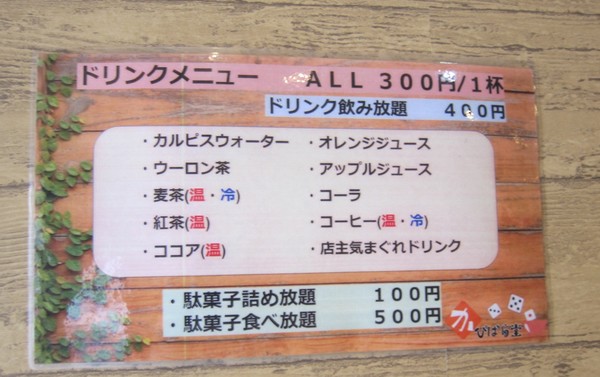 ドリンクメニュー ALL 300円/1杯
ドリンク飲み放題 400円
・カルピスウォーター ・オレンジジュース
・ウーロン茶 ・アップルジュース
・麦茶(温・冷) ・コーラ
・紅茶(温) ・コーヒー(温・冷)
・ココア(温) ・店主気まぐれドリンク
・駄菓子詰め放題 100円
・駄菓子食べ放題 500円